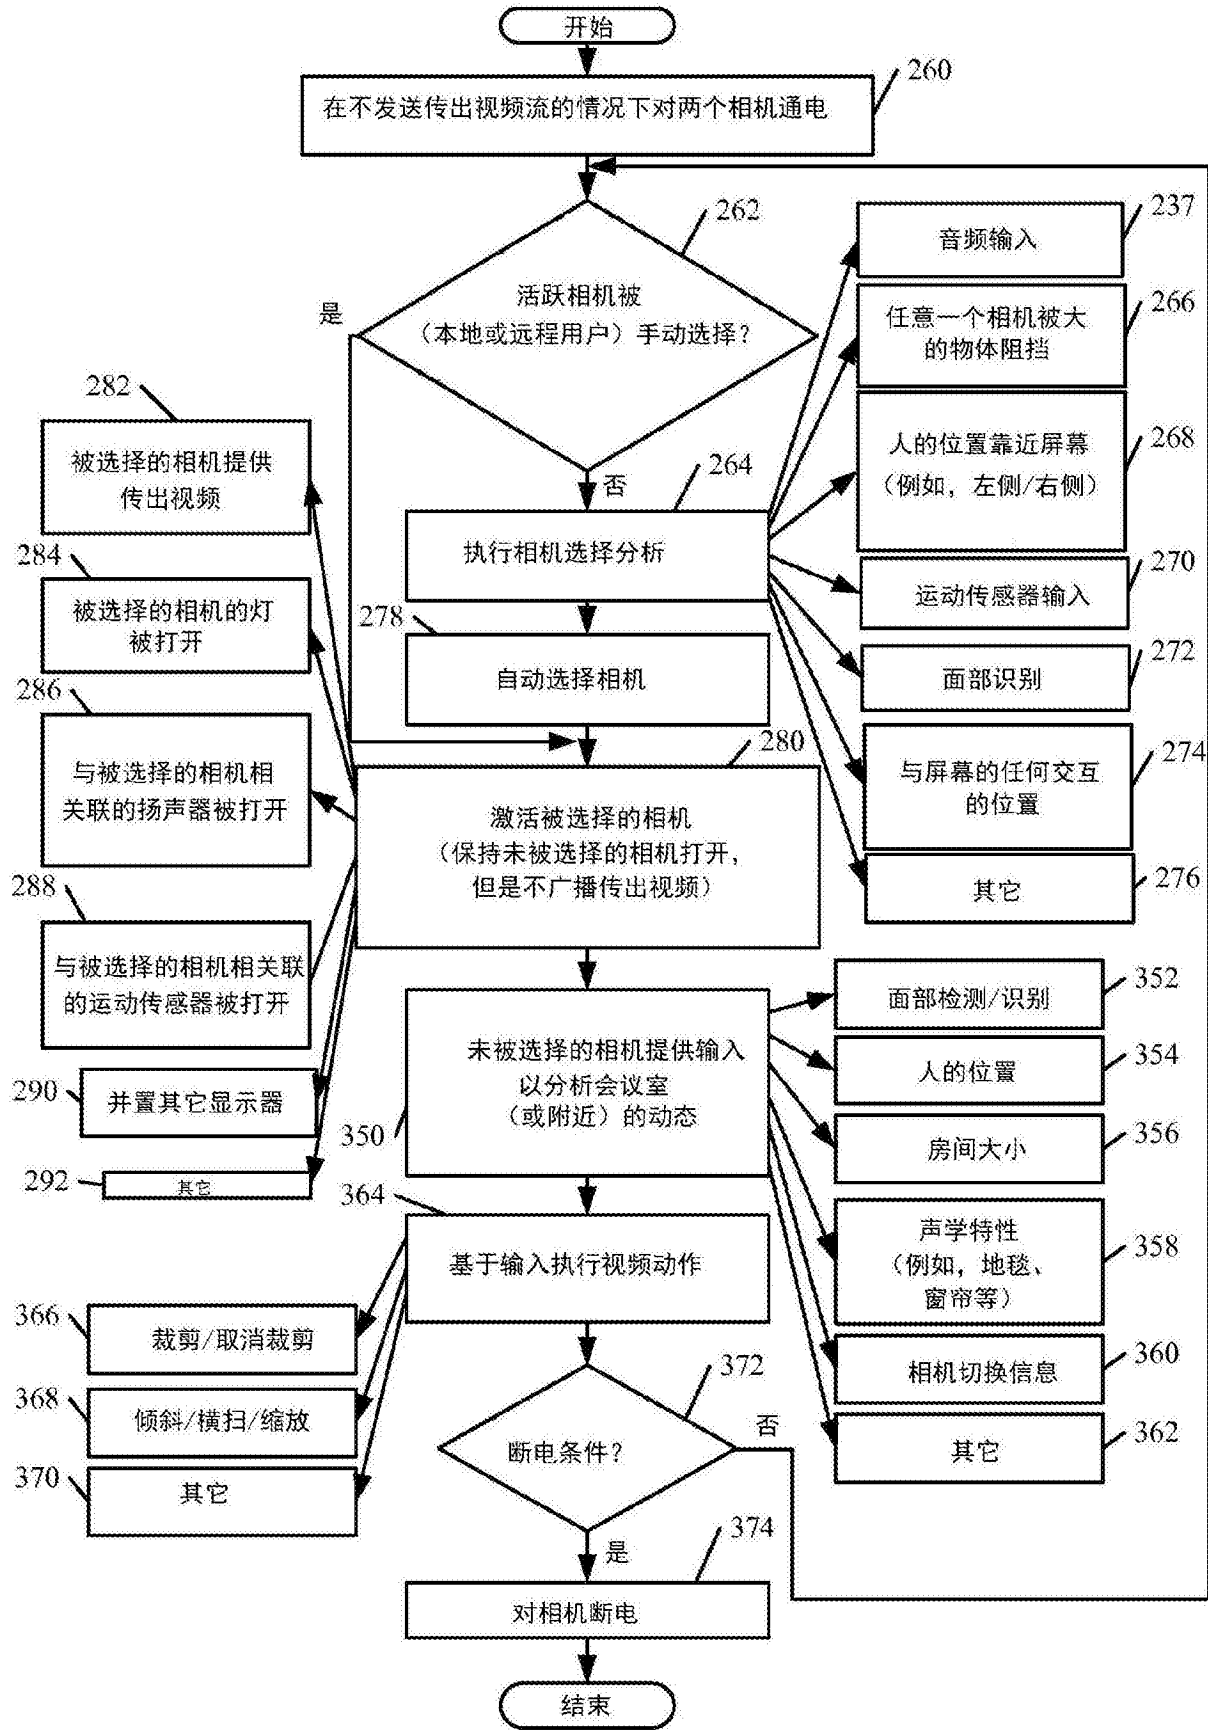 开始
260
在不发送传出视频流的情况下对两个相机通电
262
活跃相机被
（本地或远程用户）手动选择？
是
否
237
音频输入
266
任意一个相机被大
的物体阻挡
268
人的位置靠近屏幕
（例如，左侧/右侧）
264
执行相机选择分析
270
运动传感器输入
272
面部识别
274
与屏幕的任何交互
的位置
276
其它
278
自动选择相机
282
被选择的相机提供
传出视频
284
被选择的相机的灯
被打开
286
与被选择的相机相
关联的扬声器被打开
288
与被选择的相机相关联
的运动传感器被打开
290
并置其它显示器
292
其它
280
激活被选择的相机
（保持未被选择的相机打开，
但是不广播传出视频）
350
未被选择的相机提供输入
以分析会议室
（或附近）的动态
352
面部检测/识别
354
人的位置
356
房间大小
358
声学特性
（例如，地毯、
窗帘等）
360
相机切换信息
362
其它
364
基于输入执行视频动作
366
裁剪/取消裁剪
368
倾斜/横扫/缩放
370
其它
372
断电条件？
否
是
374
对相机断电
结束